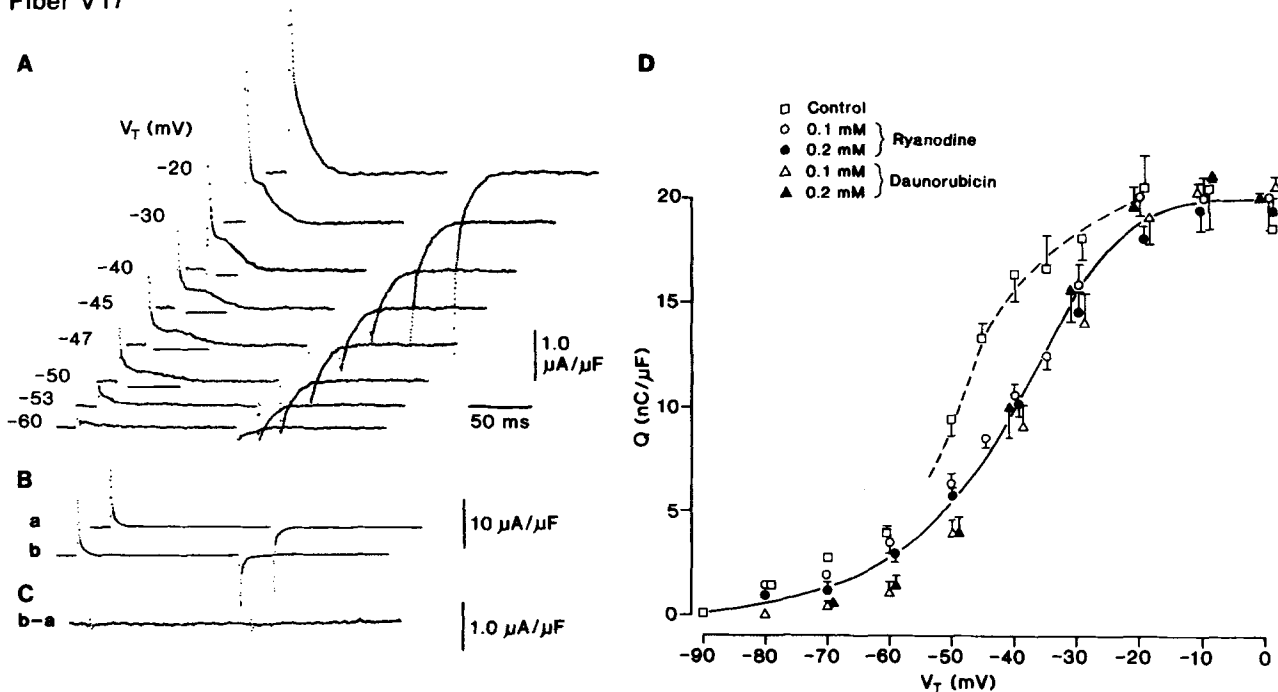 Fiber V17
A
V_T (mV)
-20
-30
-40
-45
-47
-50
-53
-60
1.0
µA/µF
50 ms
B
a
b
10 µA/µF
C
b-a
1.0 µA/µF
D
Control
0.1 mM
0.2 mM
Ryanodine
0.1 mM
0.2 mM
Daunorubicin
Q (nC/µF)
20
15
10
5
0
-90 -80 -70 -60 -50 -40 -30 -20 -10 0
V_T (mV)